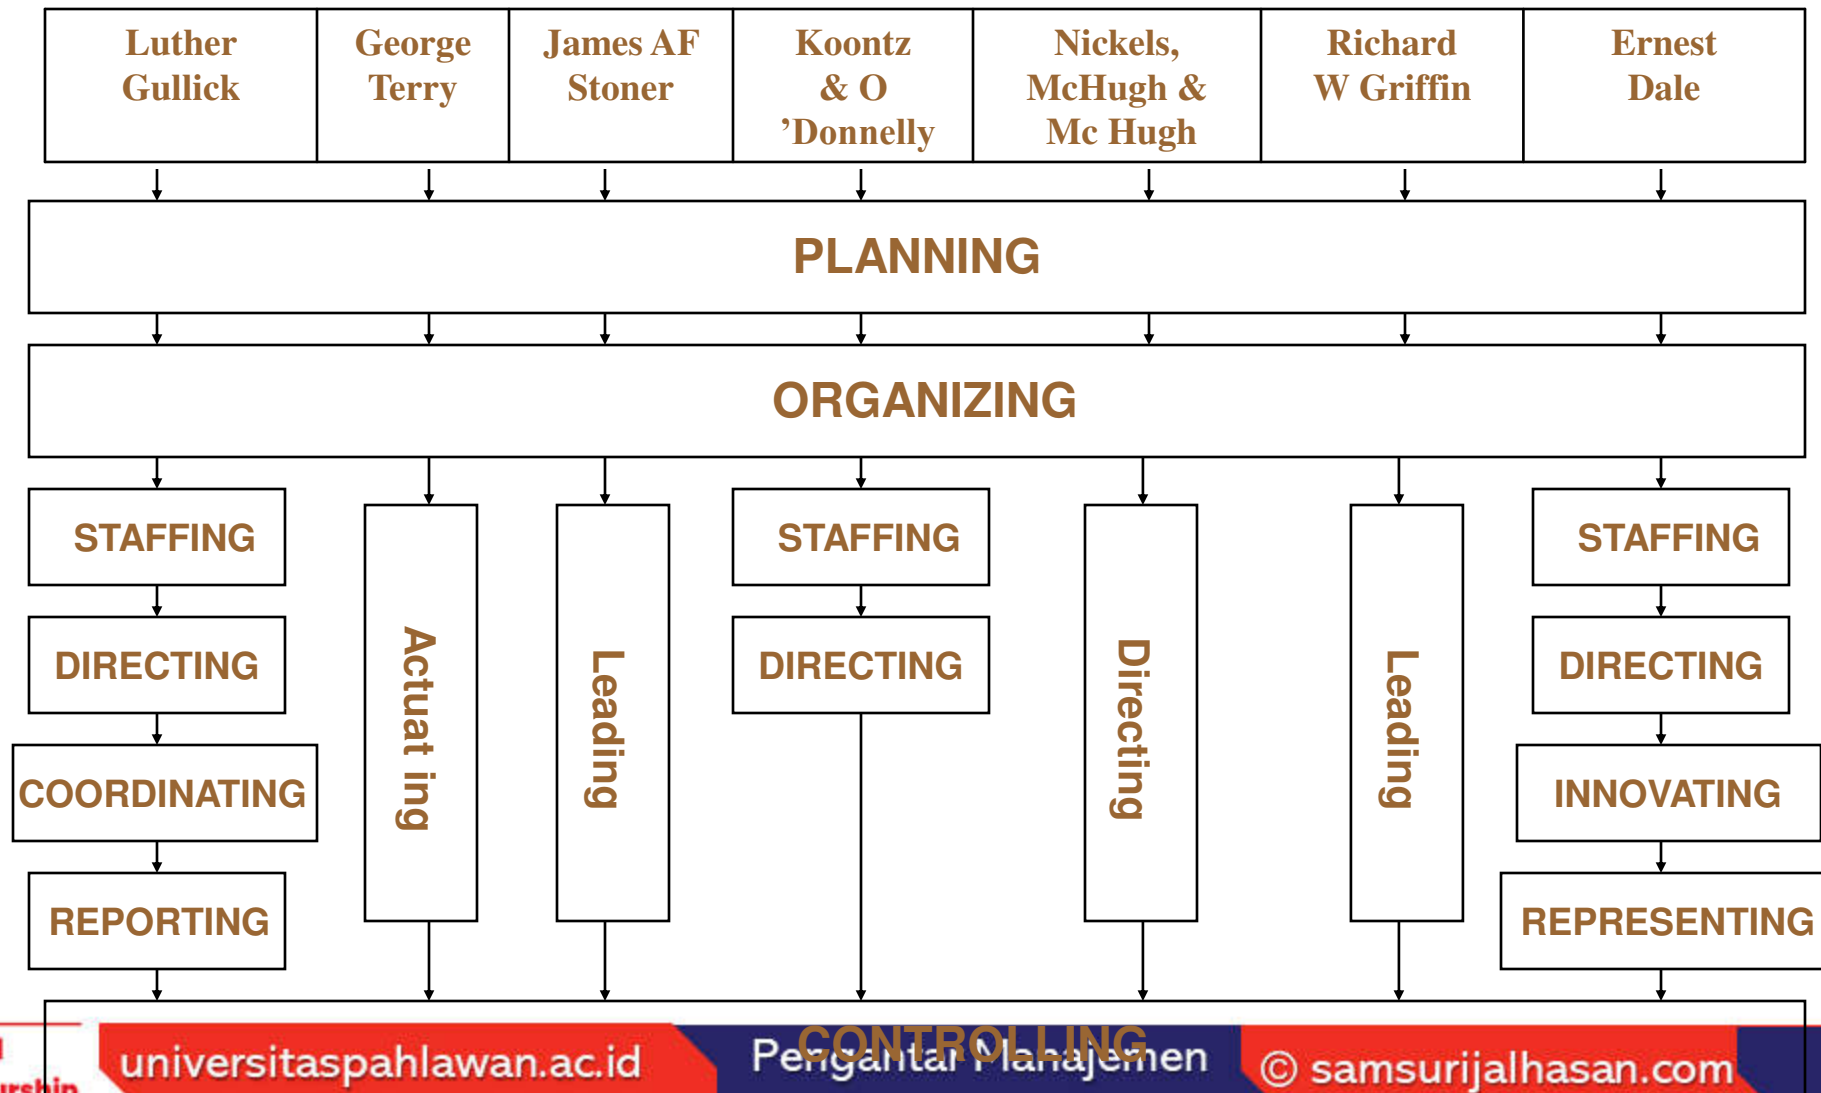 Luther
Gullick
George
Terry
James AF
Stoner
Koontz
& O
’Donnelly
Nickels,
McHugh &
Mc Hugh
Richard
W Griffin
Ernest
Dale
PLANNING
ORGANIZING
STAFFING
DIRECTING
COORDINATING
REPORTING
Actuat ing
Leading
STAFFING
DIRECTING
Directing
Leading
STAFFING
DIRECTING
INNOVATING
REPRESENTING
CONTROLLING
universitaspahlawan.ac.id
Pengantar Manajemen
© samsurijalhasan.com